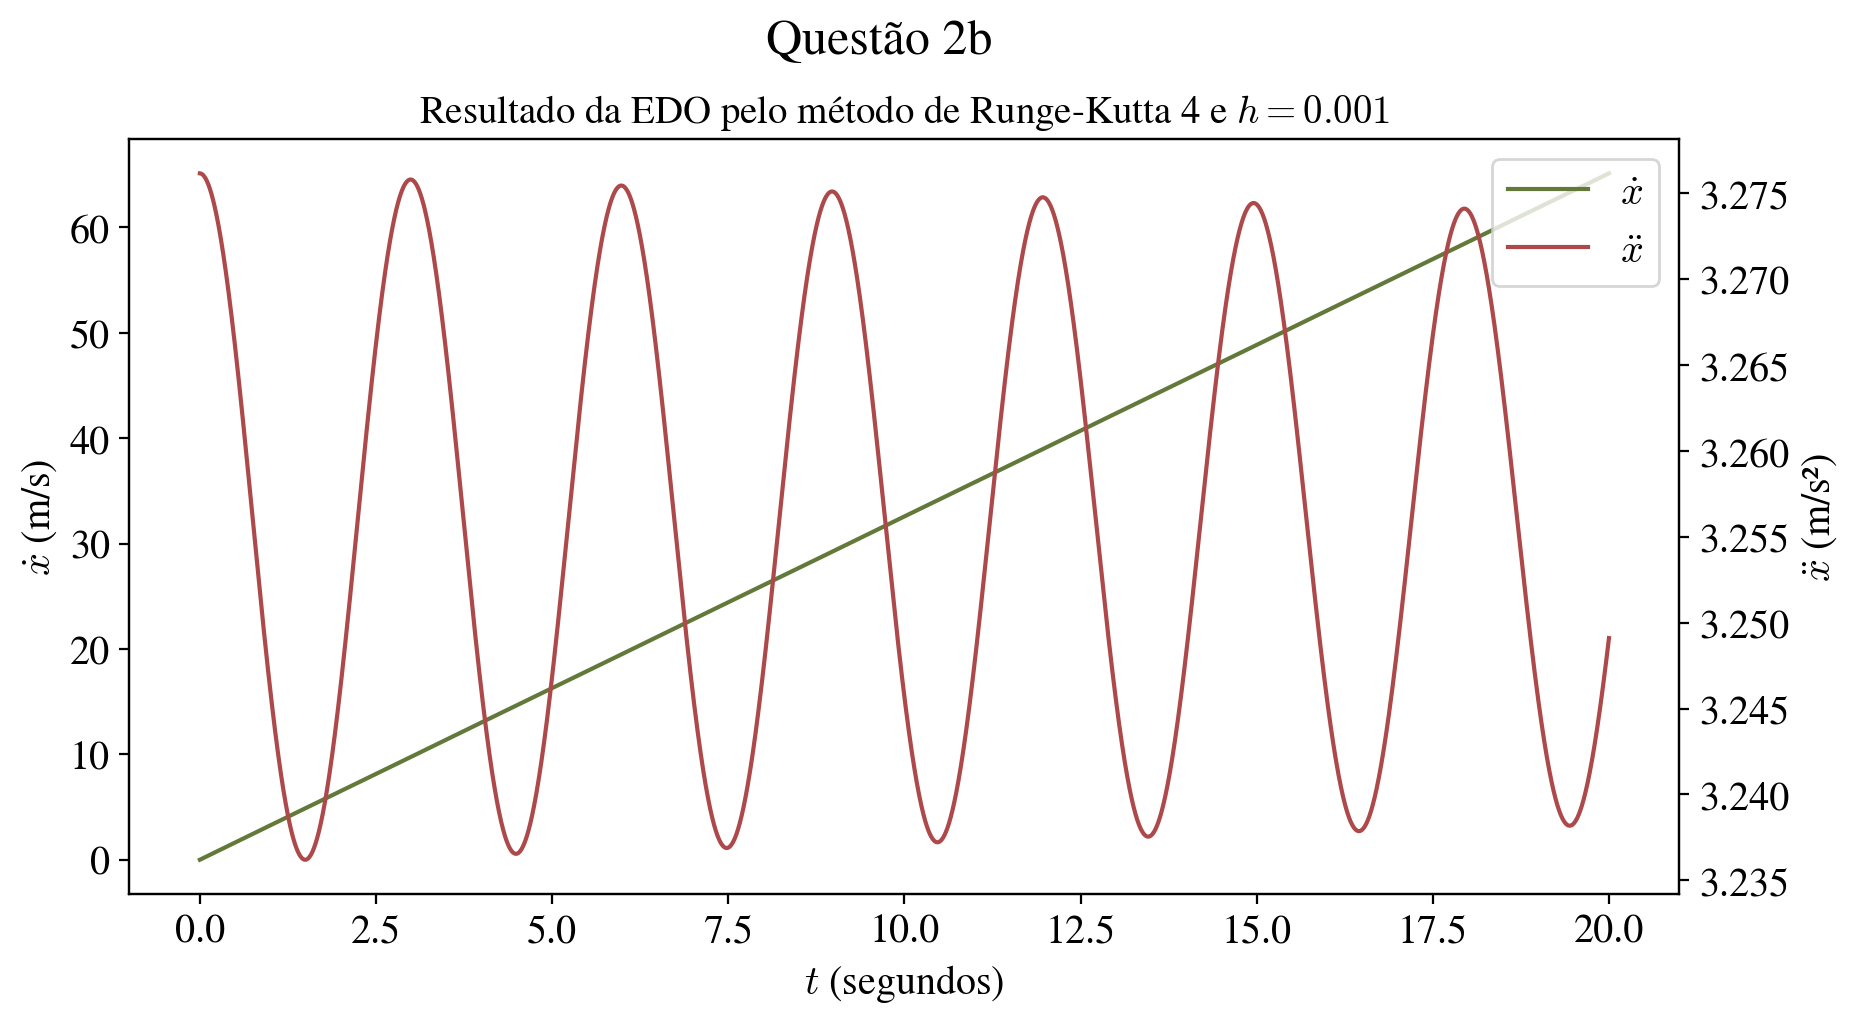 Questão 2b
Resultado da EDO pelo método de Runge-Kutta 4 e h = 0.001
ẋ
ẍ
60
50
40
30
20
10
0
ẋ (m/s)
3.275
3.270
3.265
3.260
3.255
3.250
3.245
3.240
3.235
ẍ (m/s²)
0.0 2.5 5.0 7.5 10.0 12.5 15.0 17.5 20.0
t (segundos)